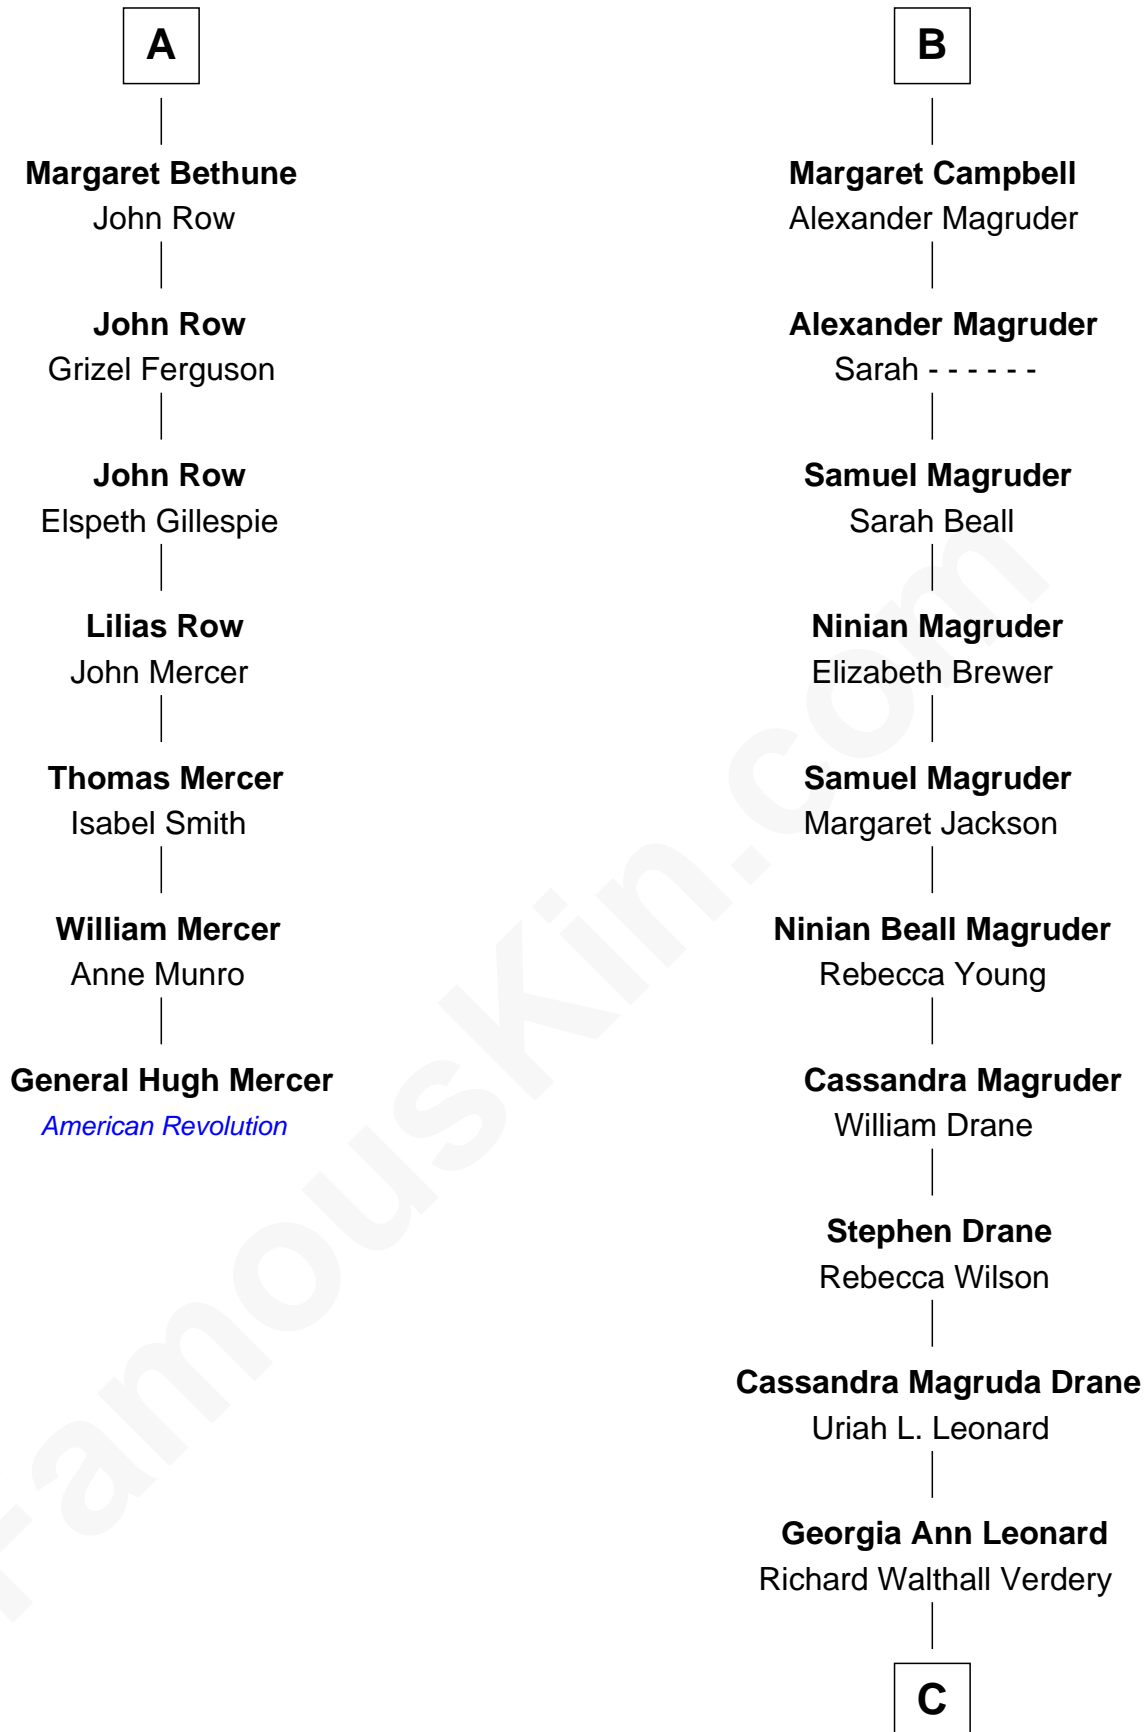 A
Margaret Bethune
John Row
John Row
Grizel Ferguson
John Row
Elspeth Gillespie
Lilias Row
John Mercer
Thomas Mercer
Isabel Smith
William Mercer
Anne Munro
General Hugh Mercer
American Revolution
B
Margaret Campbell
Alexander Magruder
Alexander Magruder
Sarah - - - - - -
Samuel Magruder
Sarah Beall
Ninian Magruder
Elizabeth Brewer
Samuel Magruder
Margaret Jackson
Ninian Beall Magruder
Rebecca Young
Cassandra Magruder
William Drane
Stephen Drane
Rebecca Wilson
Cassandra Magruda Drane
Uriah L. Leonard
Georgia Ann Leonard
Richard Walthall Verdery
C
FamousKin.com